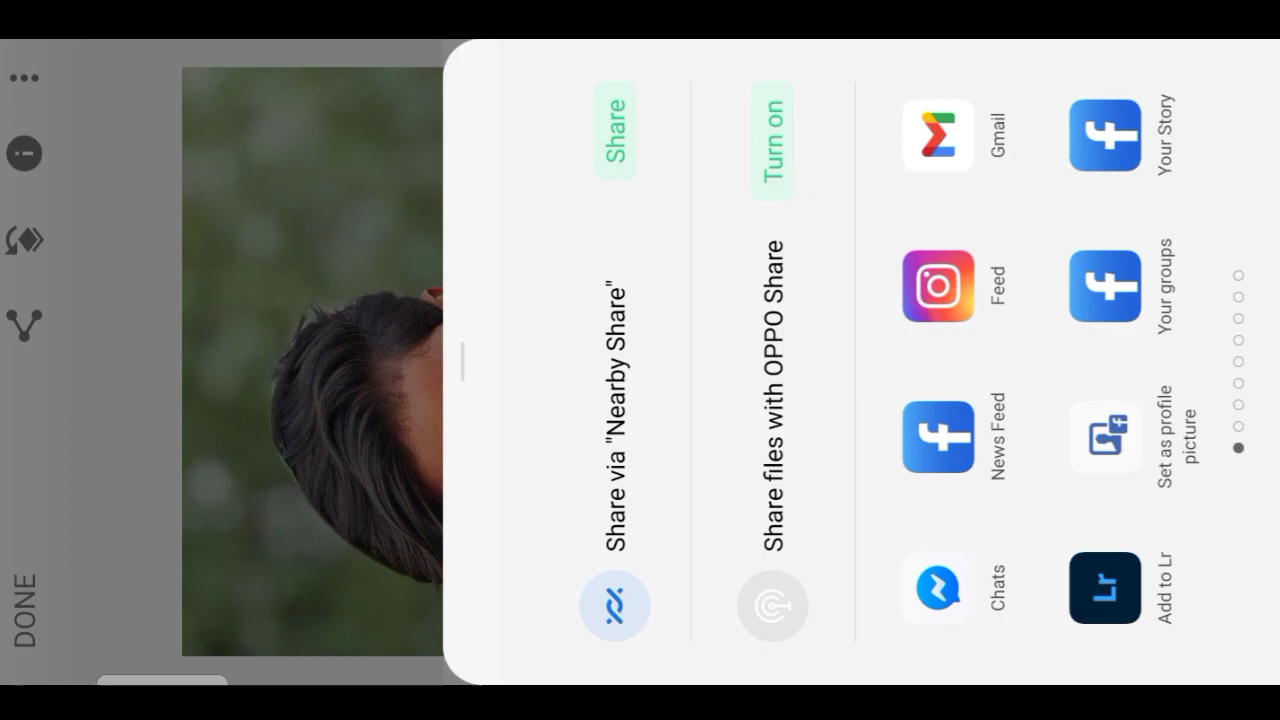 DONE
Share via "Nearby Share"
Share
Share files with OPPO Share
Turn on
Chats
News Feed
Feed
Gmail
Lr
Add to Lr
Set as profile
picture
Your groups
Your Story